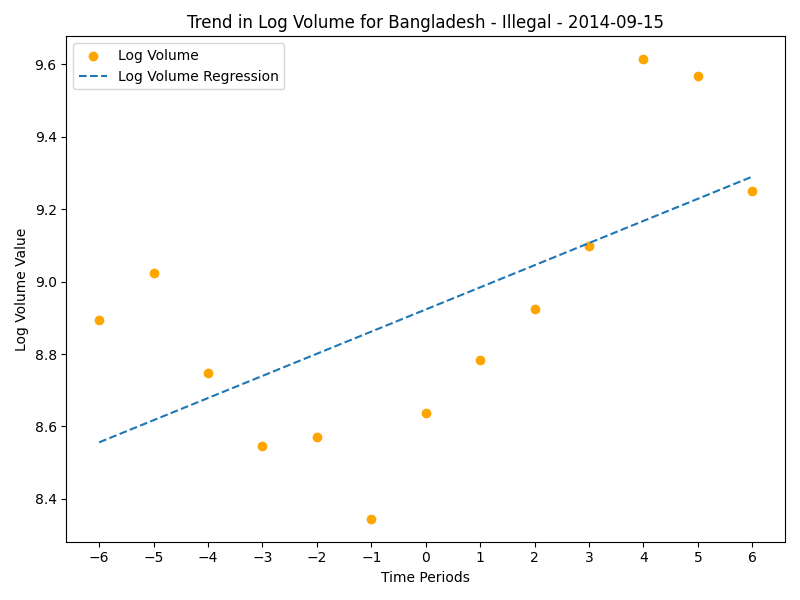 Trend in Log Volume for Bangladesh - Illegal - 2014-09-15
Log Volume
Log Volume Regression
9.6
9.4
9.2
9.0
8.8
8.6
8.4
Log Volume Value
−6 −5 −4 −3 −2 −1 0 1 2 3 4 5 6
Time Periods